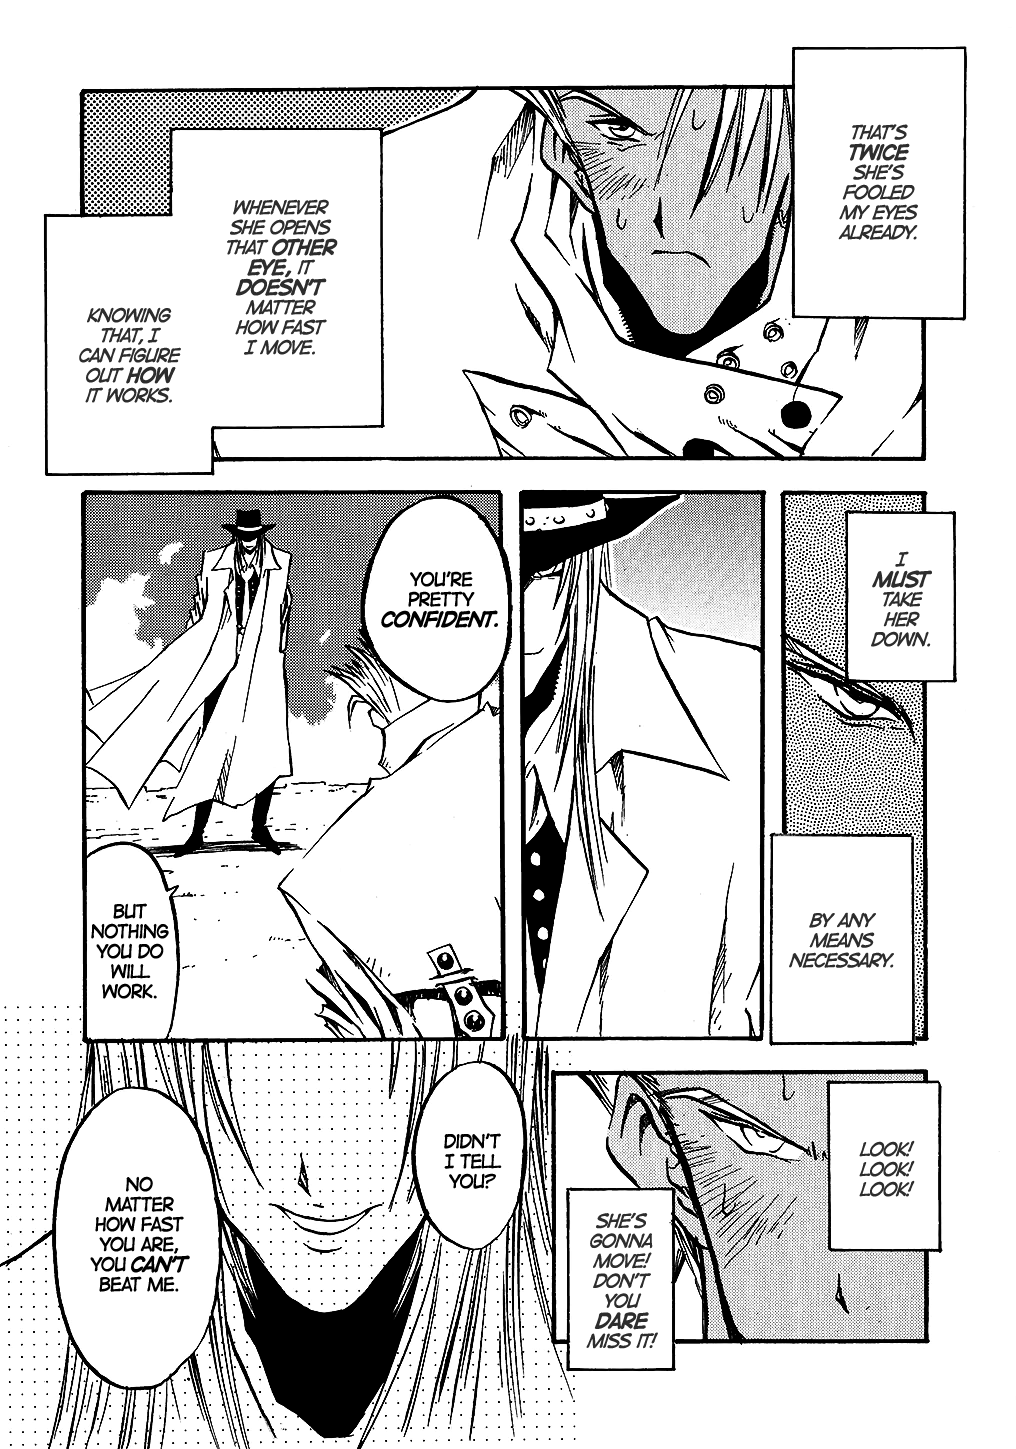 THAT'S
TWICE
SHE'S
FOOLED
MY EYES
ALREADY.
WHENEVER
SHE OPENS
THAT OTHER
EYE, IT
DOESN'T
MATTER
HOW FAST
I MOVE.
KNOWING
THAT, I
CAN FIGURE
OUT HOW
IT WORKS.
I
MUST
TAKE
HER
DOWN.
BY ANY
MEANS
NECESSARY.
YOU'RE
PRETTY
CONFIDENT.
BUT
NOTHING
YOU DO
WILL
WORK.
LOOK!
LOOK!
LOOK!
SHE'S
GONNA
MOVE!
DON'T
YOU
DARE
MISS IT!
DIDN'T
I TELL
YOU?
NO
MATTER
HOW FAST
YOU ARE,
YOU CAN'T
BEAT ME.